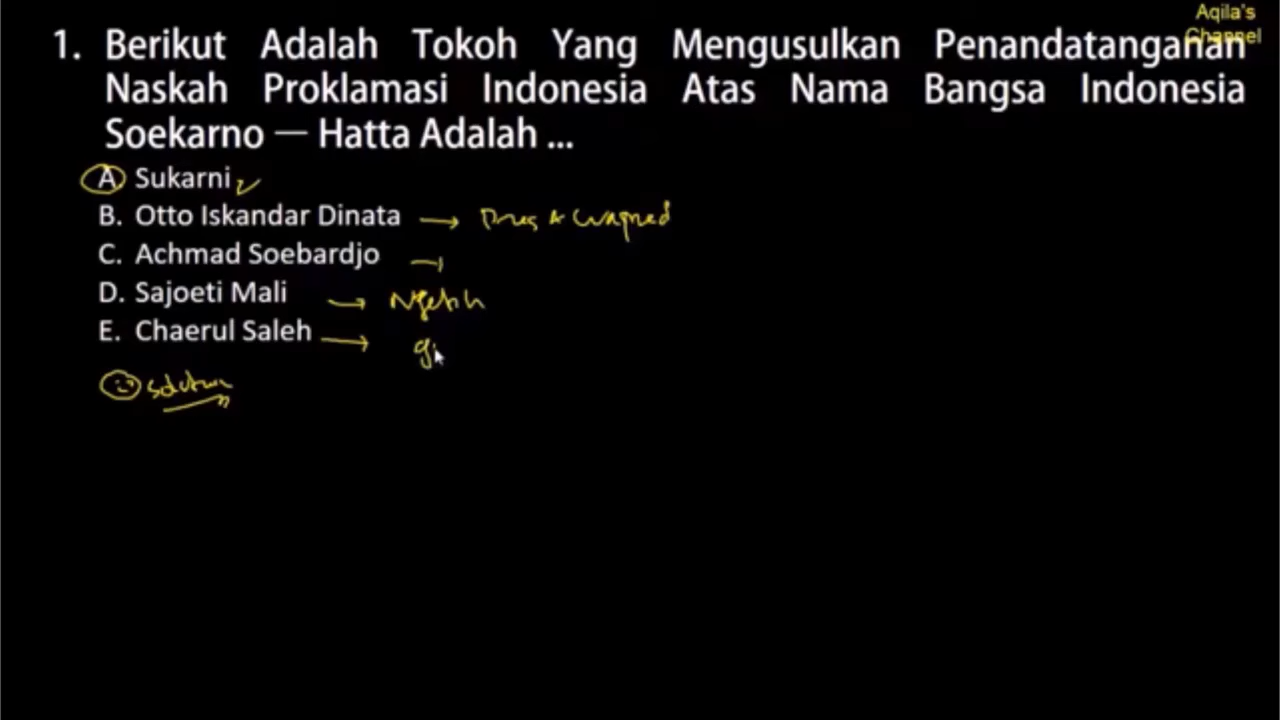 Aqila's
Channel
1. Berikut Adalah Tokoh Yang Mengusulkan Penandatanganan
Naskah Proklamasi Indonesia Atas Nama Bangsa Indonesia
Soekarno — Hatta Adalah ...
A. Sukarni
B. Otto Iskandar Dinata →
C. Achmad Soebardjo
D. Sajoeti Mali → Ngetik
E. Chaerul Saleh →